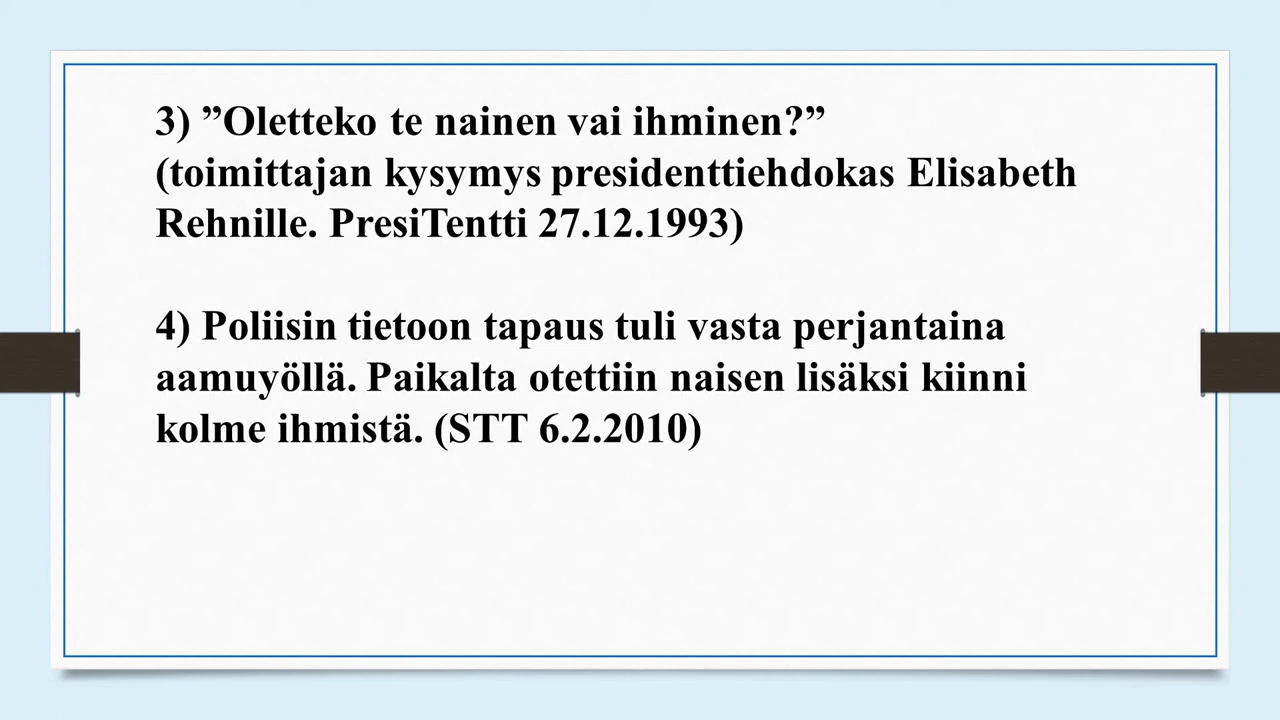 3) ”Oletteko te nainen vai ihminen?”
(toimittajan kysymys presidenttiehdokas Elisabeth
Rehnille. PresiTentti 27.12.1993)
4) Poliisin tietoon tapaus tuli vasta perjantaina
aamuyöllä. Paikalta otettiin naisen lisäksi kiinni
kolme ihmistä. (STT 6.2.2010)